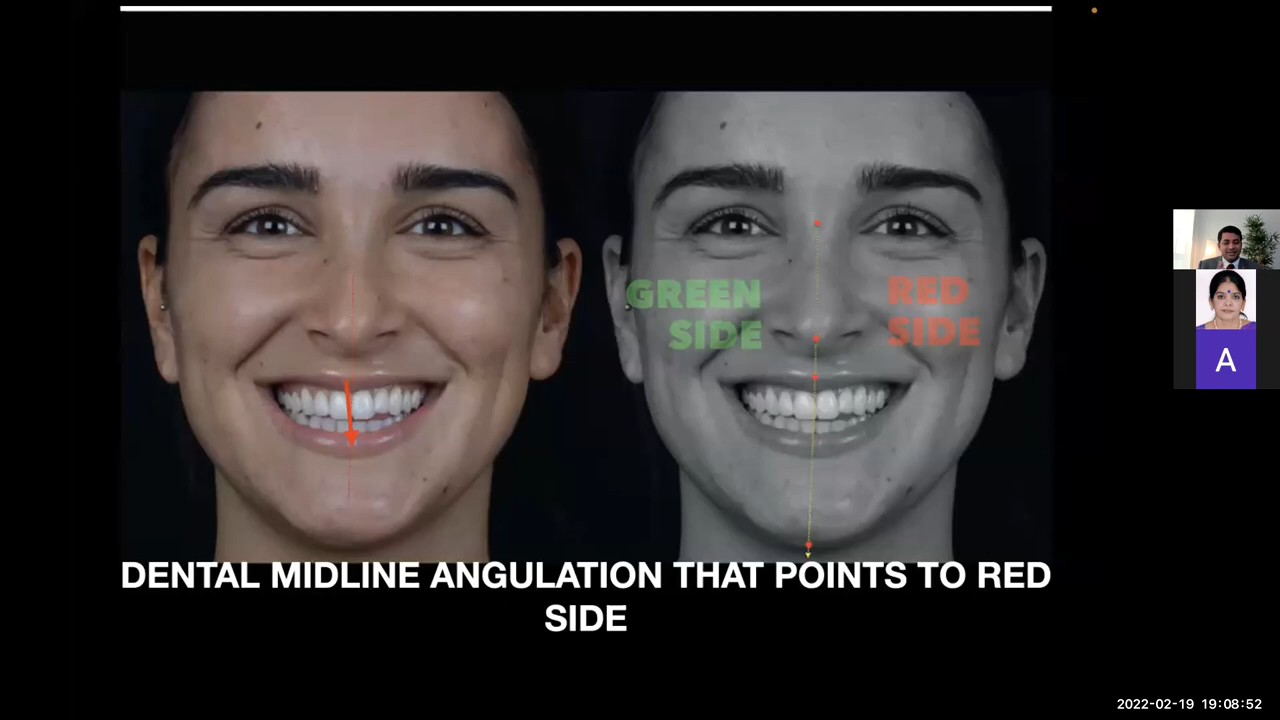 GREEN
SIDE
RED
SIDE
A
DENTAL MIDLINE ANGULATION THAT POINTS TO RED
SIDE
2022-02-19 19:08:52